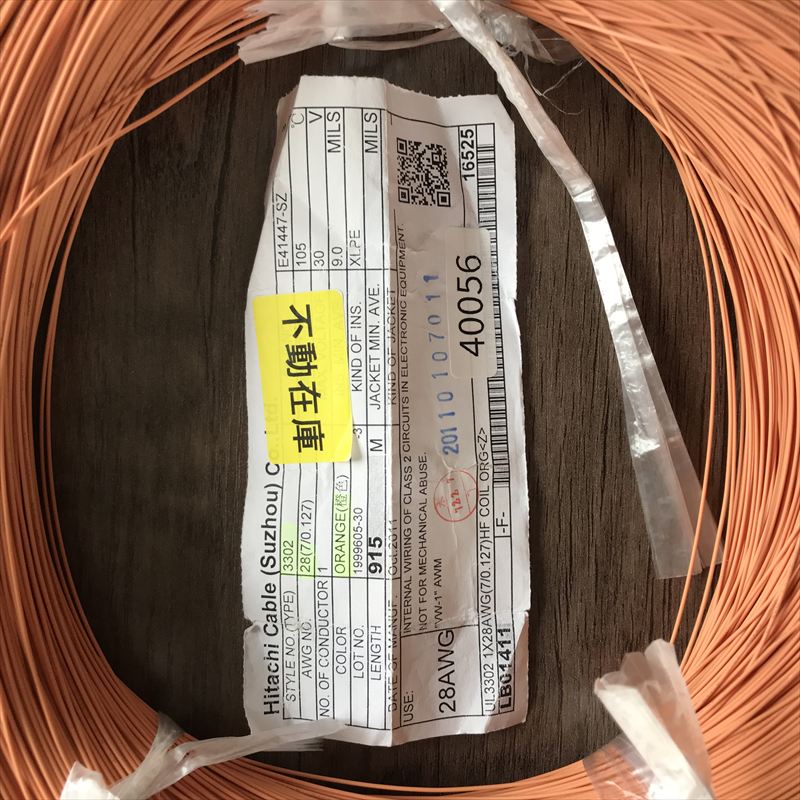 Hitachi Cable (Suzhou) Co.,Ltd.
STYLE NO.(TYPE) 3302 E41447-SZ
AWG NO. 28(7/0.127) 105 ℃
NO. OF CONDUCTOR 1 30 V
COLOR ORANGE(橙色) 9.0 MILS
LOT NO. 1999605-30 -3 KIND OF INS. XLPE
LENGTH 915 M JACKET MIN. AVE. MILS
DATE OF MANUF. Oct.2011 KIND OF JACKET
USE: INTERNAL WIRING OF CLASS 2 CIRCUITS IN ELECTRONIC EQUIPMENT.
NOT FOR MECHANICAL ABUSE.
28AWG "VW-1" AWM
20110107011
UL3302 1X28AWG(7/0.127)HF COIL ORG<Z>
LB01411 -F- 16525
40056
不動在庫